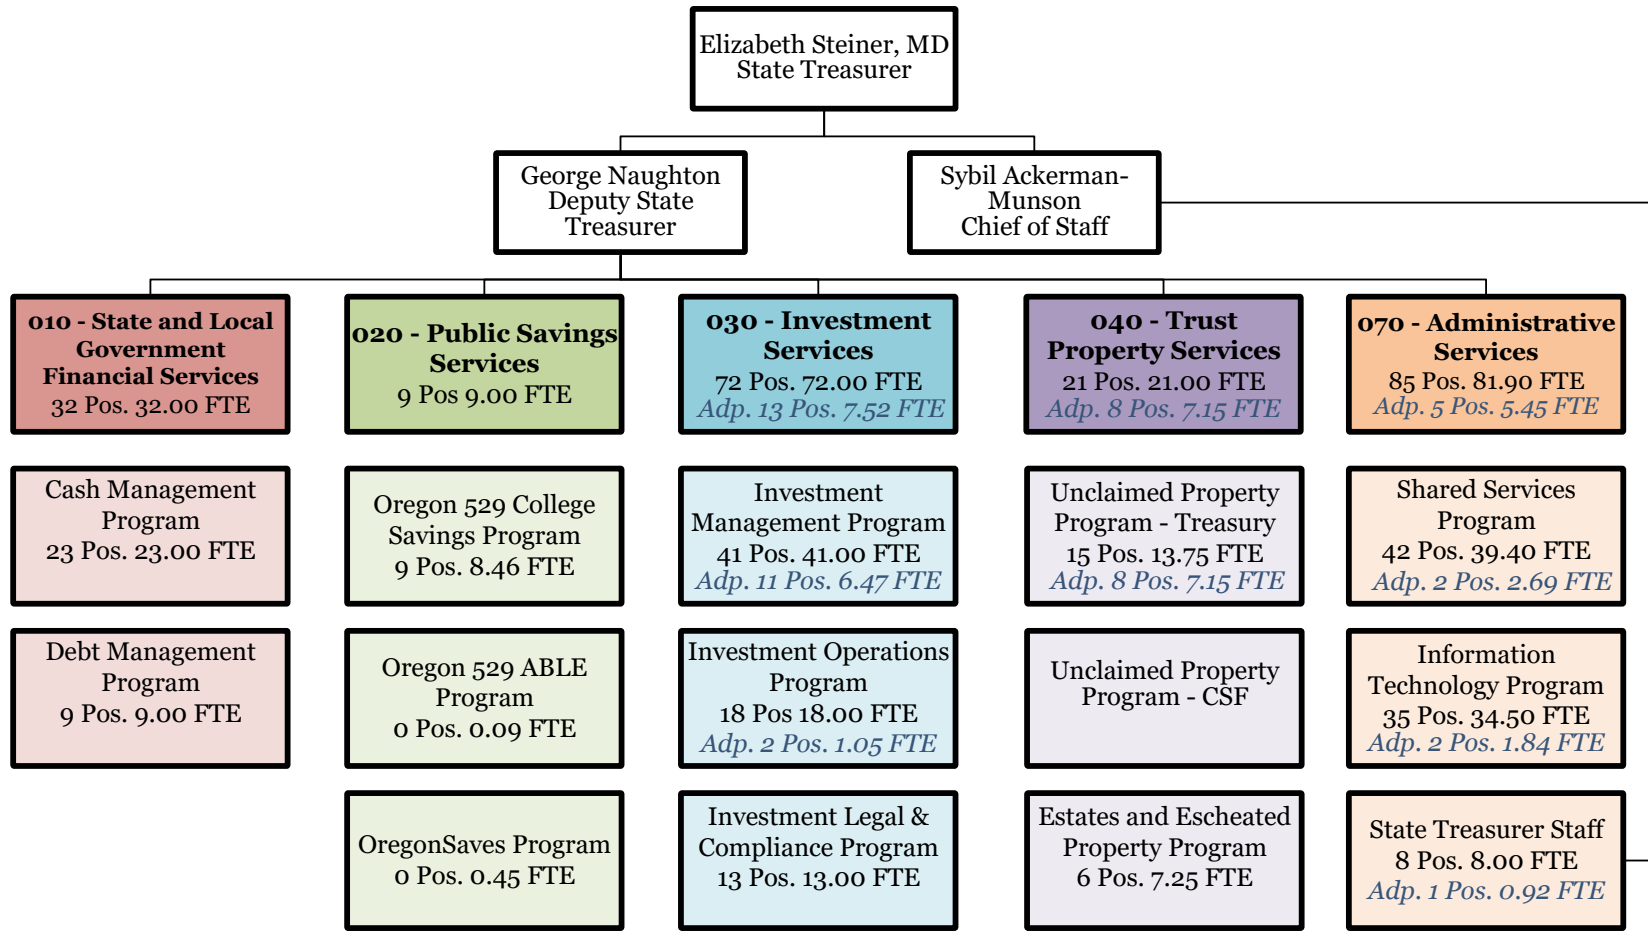 Elizabeth Steiner, MD
State Treasurer
George Naughton
Deputy State
Treasurer
Sybil Ackerman-
Munson
Chief of Staff
010 - State and Local
Government
Financial Services
32 Pos. 32.00 FTE
020 - Public Savings
Services
9 Pos 9.00 FTE
030 - Investment
Services
72 Pos. 72.00 FTE
Adp. 13 Pos. 7.52 FTE
040 - Trust
Property Services
21 Pos. 21.00 FTE
Adp. 8 Pos. 7.15 FTE
070 - Administrative
Services
85 Pos. 81.90 FTE
Adp. 5 Pos. 5.45 FTE
Cash Management
Program
23 Pos. 23.00 FTE
Oregon 529 College
Savings Program
9 Pos. 8.46 FTE
Investment
Management Program
41 Pos. 41.00 FTE
Adp. 11 Pos. 6.47 FTE
Unclaimed Property
Program - Treasury
15 Pos. 13.75 FTE
Adp. 8 Pos. 7.15 FTE
Shared Services
Program
42 Pos. 39.40 FTE
Adp. 2 Pos. 2.69 FTE
Debt Management
Program
9 Pos. 9.00 FTE
Oregon 529 ABLE
Program
0 Pos. 0.09 FTE
Investment Operations
Program
18 Pos 18.00 FTE
Adp. 2 Pos. 1.05 FTE
Unclaimed Property
Program - CSF
Information
Technology Program
35 Pos. 34.50 FTE
Adp. 2 Pos. 1.84 FTE
OregonSaves Program
0 Pos. 0.45 FTE
Investment Legal &
Compliance Program
13 Pos. 13.00 FTE
Estates and Escheated
Property Program
6 Pos. 7.25 FTE
State Treasurer Staff
8 Pos. 8.00 FTE
Adp. 1 Pos. 0.92 FTE